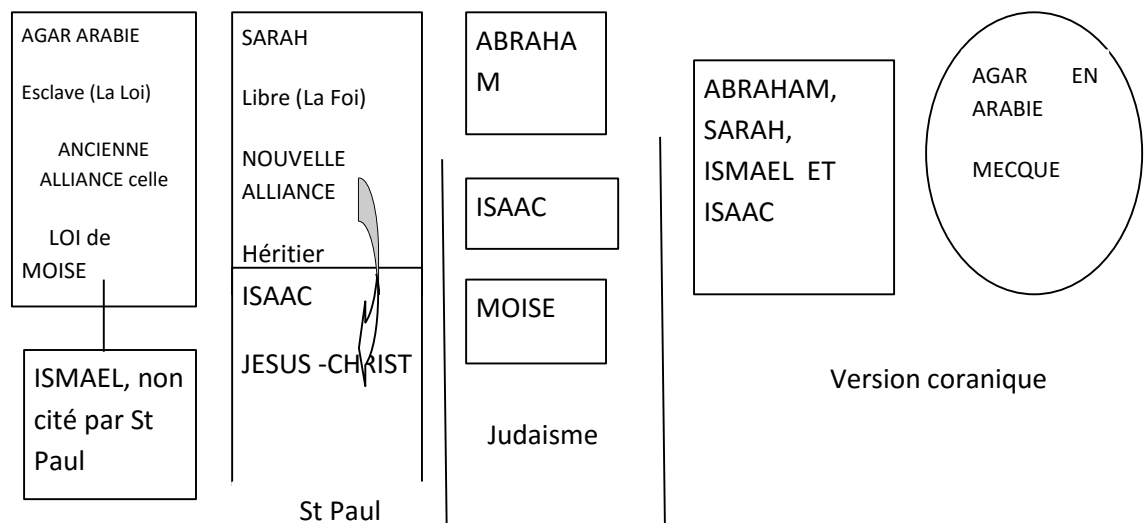 AGAR ARABIE
Esclave (La Loi)
ANCIENNE
ALLIANCE celle
LOI de
MOISE
ISMAEL, non
cité par St
Paul
SARAH
Libre (La Foi)
NOUVELLE
ALLIANCE
Héritier
ISAAC
JESUS -CHRIST
St Paul
ABRAHA
M
ISAAC
MOISE
Judaisme
ABRAHAM,
SARAH,
ISMAEL ET
ISAAC
AGAR EN
ARABIE
MECQUE
Version coranique